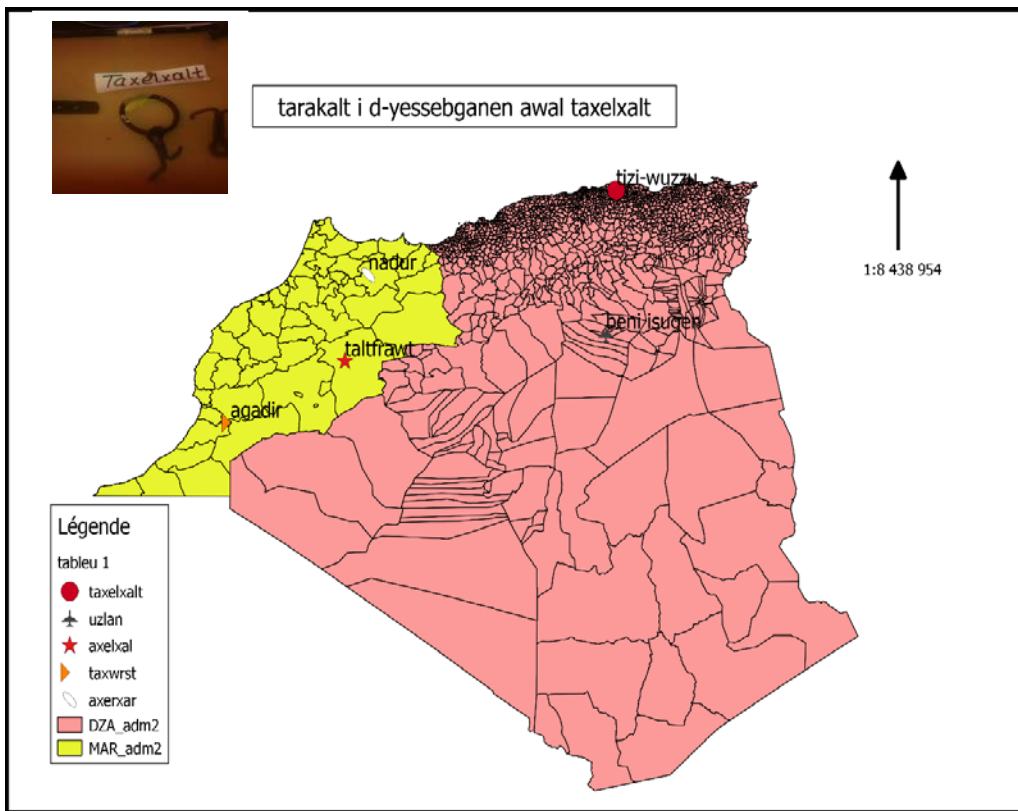 Taxelxalt
tarakalt i d-yessebganen awal taxelxalt
tizi-wuzzu
1:8 438 954
nadur
beni isugen
taltfrawt
agadir
Légende
tableu 1
taxelxalt
uzlan
axelxal
taxwrst
axerxar
DZA_adm2
MAR_adm2